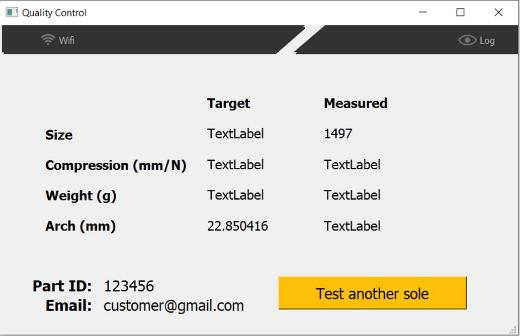 Quality Control
Wifi Log
Target Measured
Size TextLabel 1497
Compression (mm/N) TextLabel TextLabel
Weight (g) TextLabel TextLabel
Arch (mm) 22.850416 TextLabel
Part ID: 123456
Email: customer@gmail.com
Test another sole